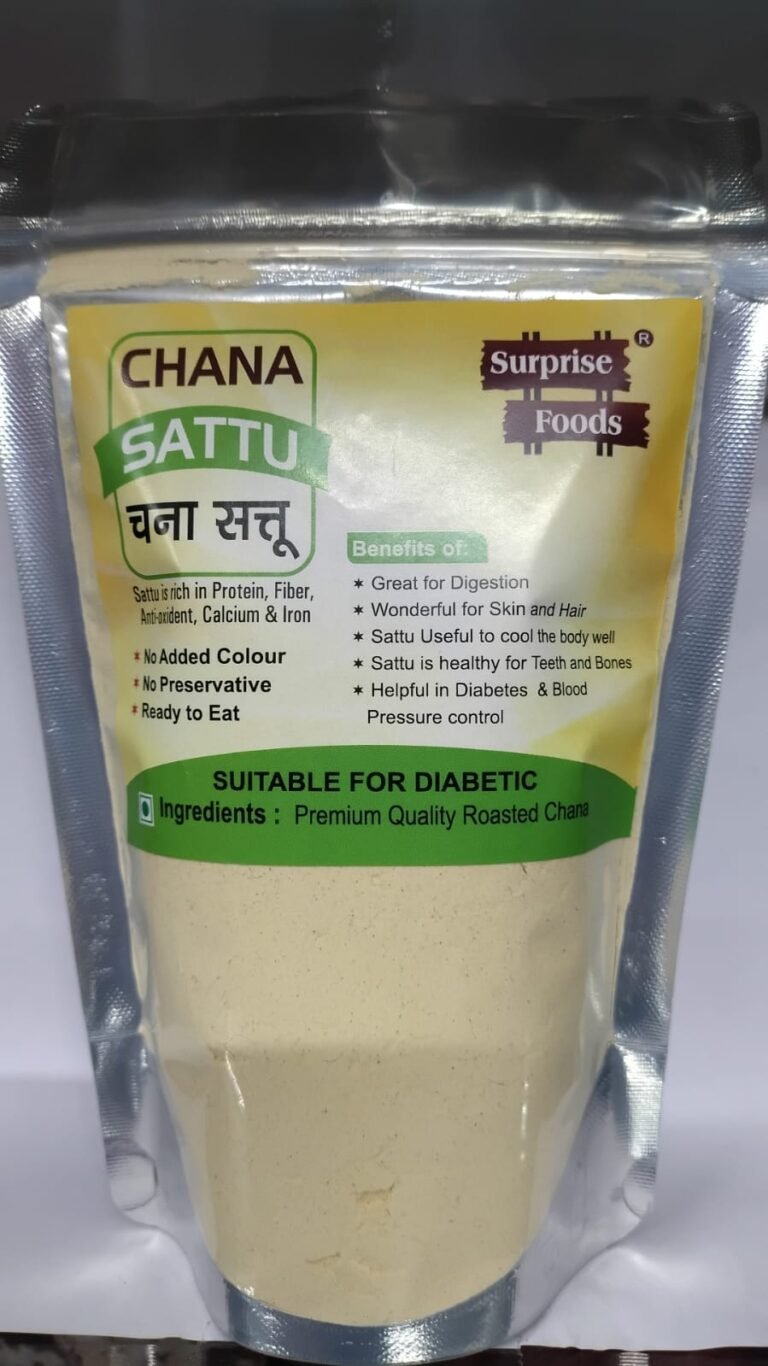 CHANA
SATTU
चना सत्तू
Sattu is rich in Protein, Fiber,
Anti-oxident, Calcium & Iron
* No Added Colour
* No Preservative
* Ready to Eat
Surprise ®
Foods
Benefits of:
* Great for Digestion
* Wonderful for Skin and Hair
* Sattu Useful to cool the body well
* Sattu is healthy for Teeth and Bones
* Helpful in Diabetes & Blood
Pressure control
SUITABLE FOR DIABETIC
Ingredients : Premium Quality Roasted Chana